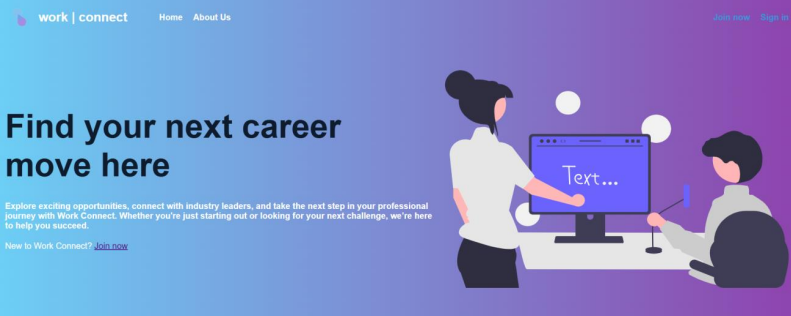 work | connect
Home About Us
Join now Sign in
Find your next career
move here
Text...
Explore exciting opportunities, connect with industry leaders, and take the next step in your professional
journey with Work Connect. Whether you're just starting out or looking for your next challenge, we're here
to help you succeed.
New to Work Connect? Join now